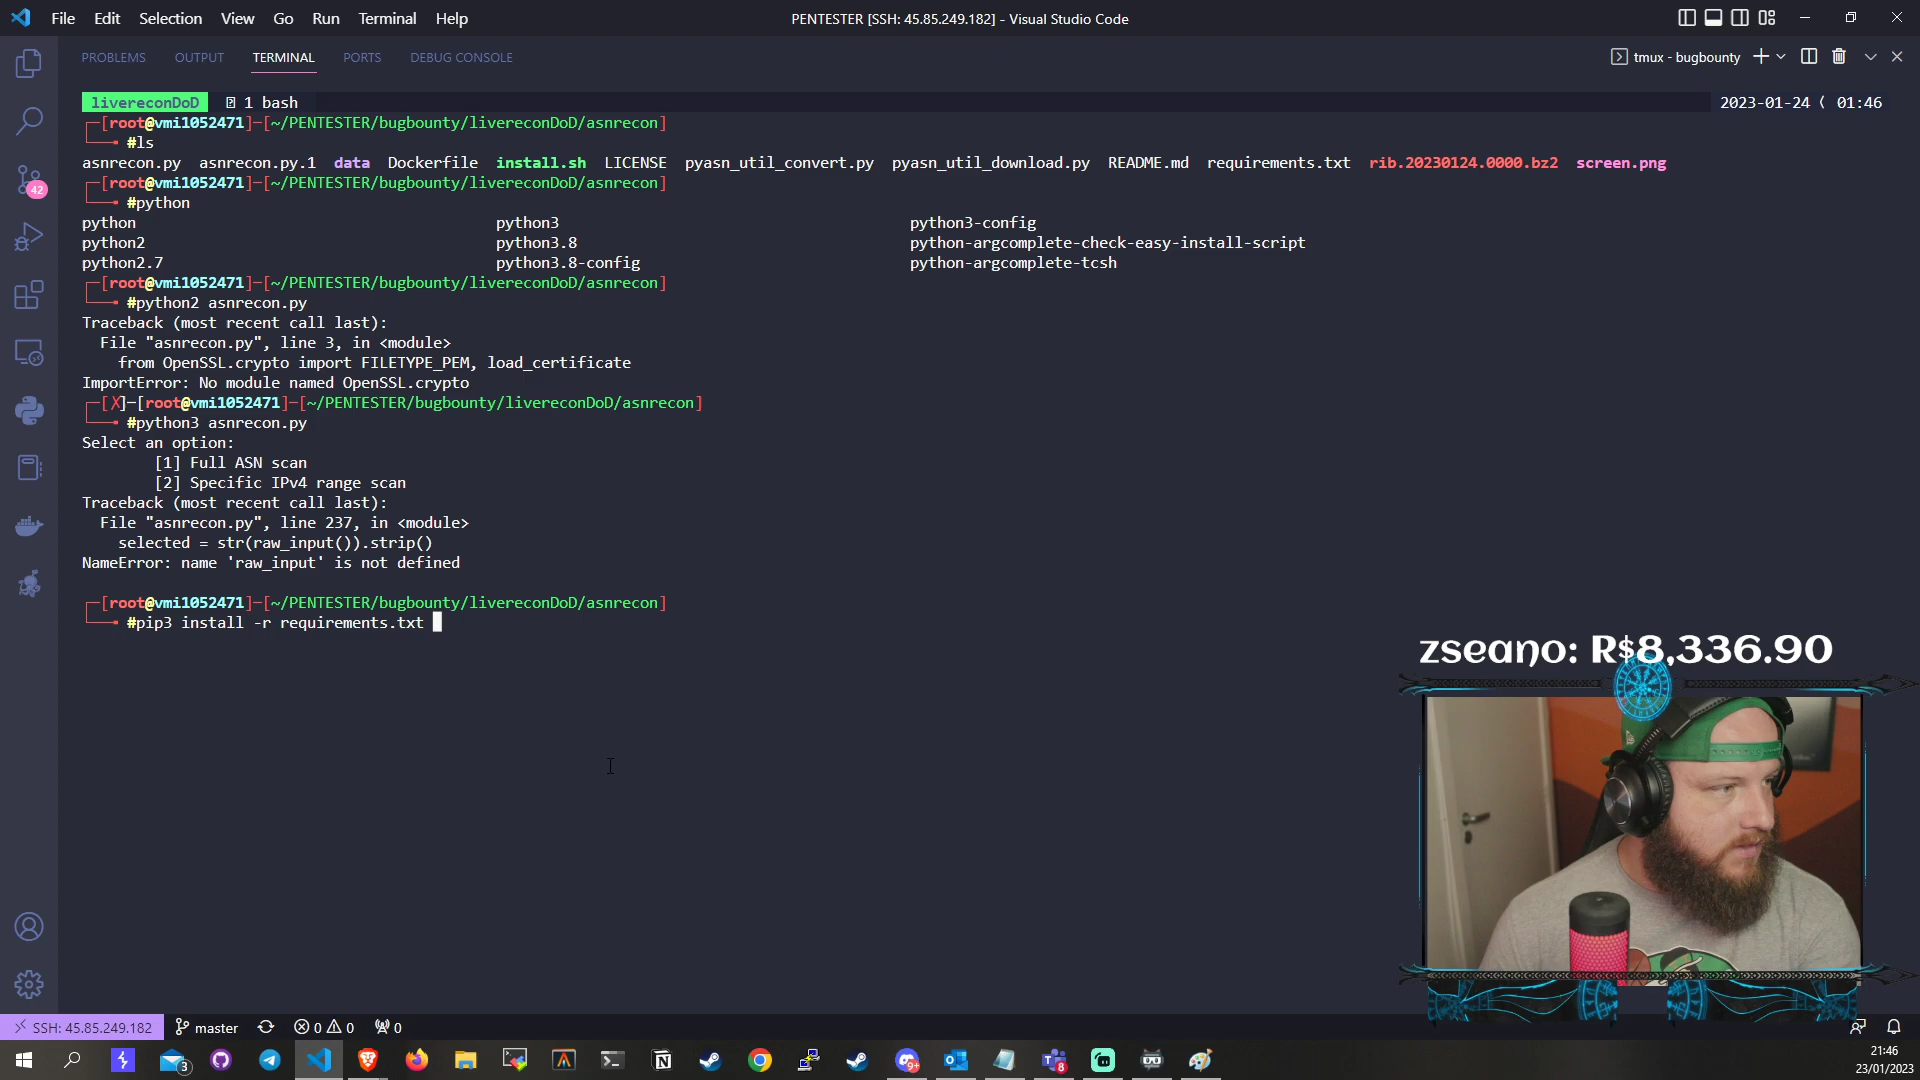 File Edit Selection View Go Run Terminal Help
PENTESTER [SSH: 45.85.249.182] - Visual Studio Code
PROBLEMS OUTPUT TERMINAL PORTS DEBUG CONSOLE
tmux - bugbounty
livereconDoD 1 bash
2023-01-24 ⟨ 01:46
[root@vmi1052471]-[~/PENTESTER/bugbounty/livereconDoD/asnrecon]
#ls
asnrecon.py asnrecon.py.1 data Dockerfile install.sh LICENSE pyasn_util_convert.py pyasn_util_download.py README.md requirements.txt rib.20230124.0000.bz2 screen.png
[root@vmi1052471]-[~/PENTESTER/bugbounty/livereconDoD/asnrecon]
#python
python python3 python3-config
python2 python3.8 python-argcomplete-check-easy-install-script
python2.7 python3.8-config python-argcomplete-tcsh
[root@vmi1052471]-[~/PENTESTER/bugbounty/livereconDoD/asnrecon]
#python2 asnrecon.py
Traceback (most recent call last):
File "asnrecon.py", line 3, in <module>
from OpenSSL.crypto import FILETYPE_PEM, load_certificate
ImportError: No module named OpenSSL.crypto
[✗]-[root@vmi1052471]-[~/PENTESTER/bugbounty/livereconDoD/asnrecon]
#python3 asnrecon.py
Select an option:
[1] Full ASN scan
[2] Specific IPv4 range scan
Traceback (most recent call last):
File "asnrecon.py", line 237, in <module>
selected = str(raw_input()).strip()
NameError: name 'raw_input' is not defined
[root@vmi1052471]-[~/PENTESTER/bugbounty/livereconDoD/asnrecon]
#pip3 install -r requirements.txt
42
zseano: R$8,336.90
SSH: 45.85.249.182 master 0 0 0
3
9+
8
21:46
23/01/2023